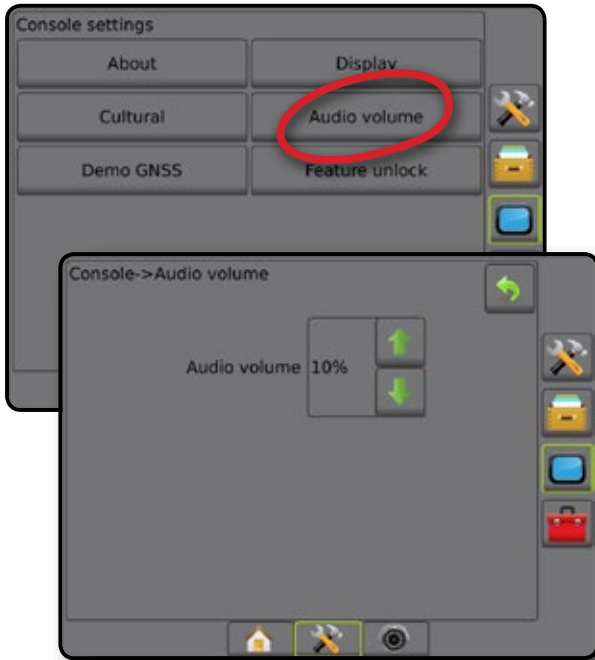 Console settings
About
Display
Cultural
Audio volume
Demo GNSS
Feature unlock
Console->Audio volume
Audio volume 10%